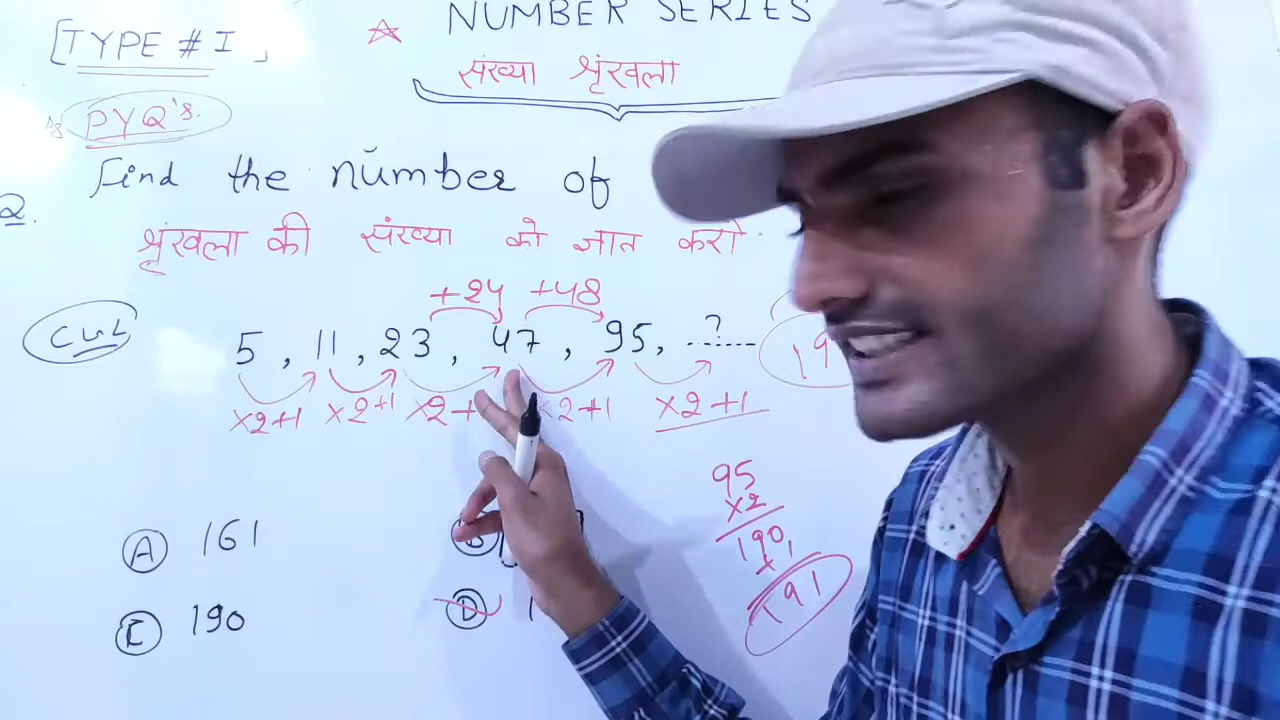 [TYPE # I]
NUMBER SERIES
संख्या श्रृंखला
PYQ's.
Q. Find the number of
श्रृंखला की संख्या को ज्ञात करो
+24 +48
CGL 5, 11, 23, 47, 95, ...?...
×2+1 ×2+1 ×2+ ×2+1 ×2+1
95
×2
190
+1
191
A 161
B
C 190
D